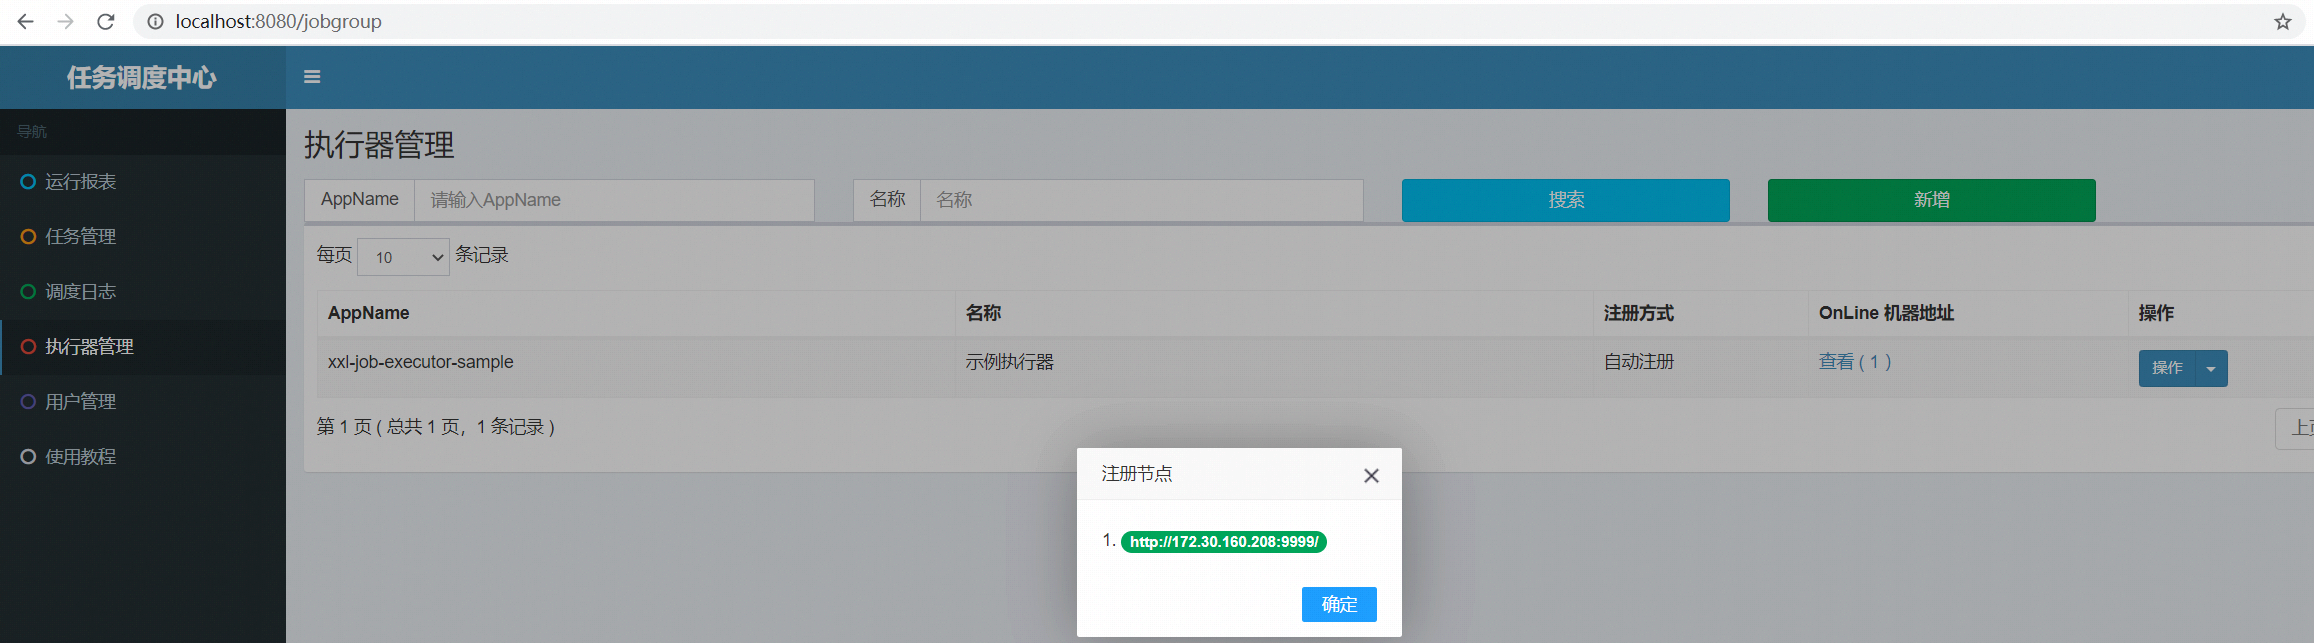 localhost:8080/jobgroup
任务调度中心
导航
运行报表
任务管理
调度日志
执行器管理
用户管理
使用教程
执行器管理
AppName 请输入AppName 名称 名称 搜索 新增
每页 10 条记录
AppName 名称 注册方式 OnLine 机器地址 操作
xxl-job-executor-sample 示例执行器 自动注册 查看 ( 1 ) 操作
第 1 页 ( 总共 1 页，1 条记录 ) 上
注册节点
1. http://172.30.160.208:9999/
确定